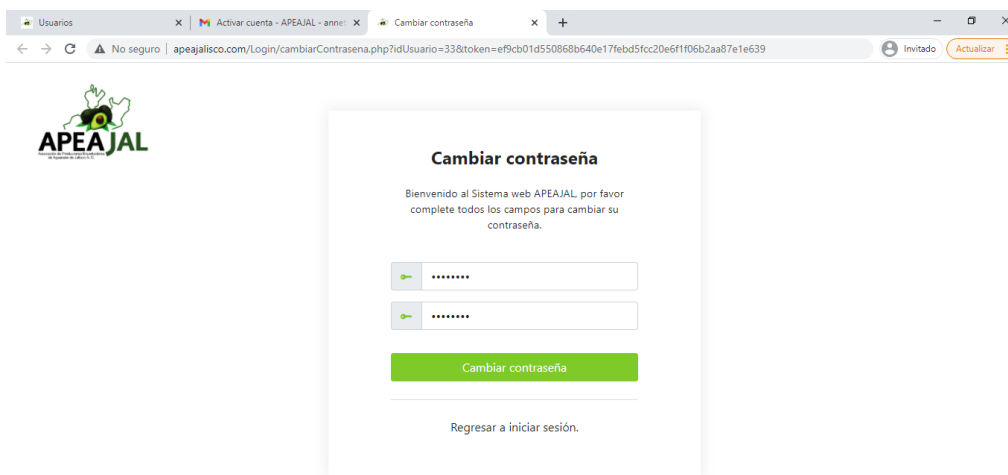 Usuarios
Activar cuenta - APEAJAL - annet
Cambiar contraseña
No seguro | apeajalisco.com/Login/cambiarContrasena.php?idUsuario=33&token=ef9cb01d550868b640e17febd5fcc20e6f1f06b2aa87e1e639
Invitado
Actualizar
APEAJAL
Cambiar contraseña
Bienvenido al Sistema web APEAJAL, por favor
complete todos los campos para cambiar su
contraseña.
Cambiar contraseña
Regresar a iniciar sesión.